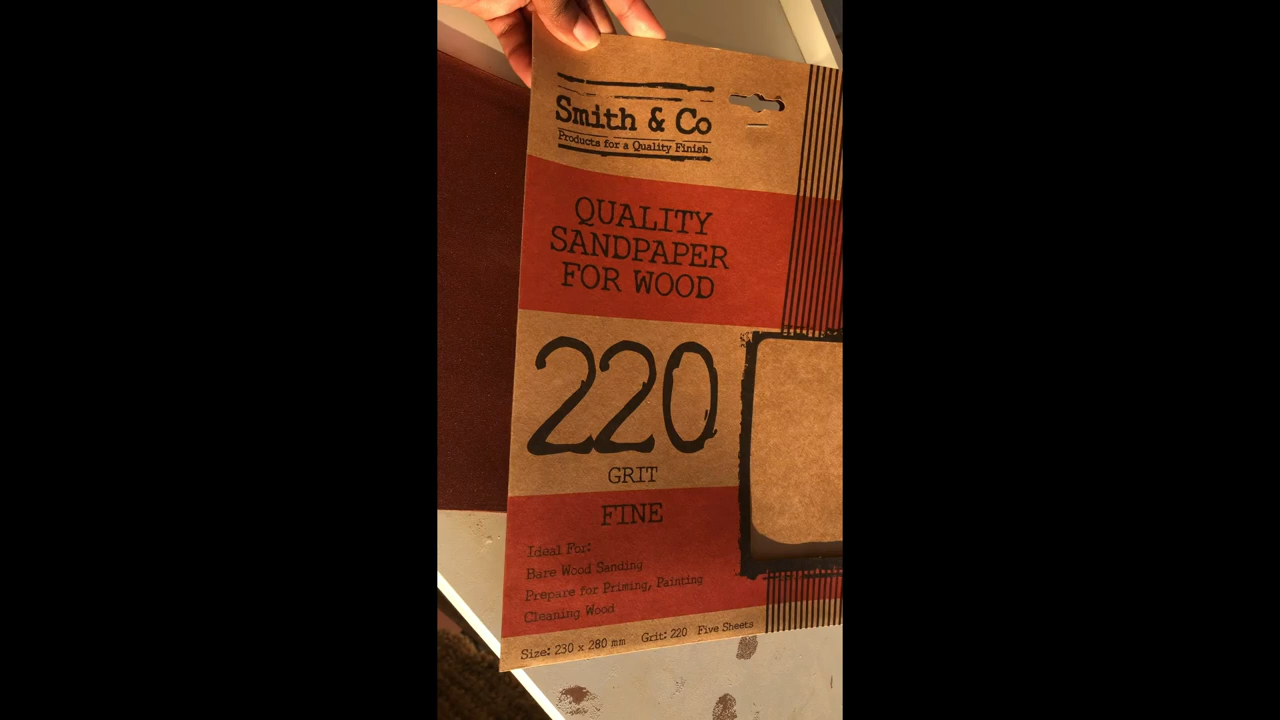 Smith & Co
Products for a Quality Finish
QUALITY
SANDPAPER
FOR WOOD
220
GRIT
FINE
Ideal For:
Bare Wood Sanding
Prepare for Priming, Painting
Cleaning Wood
Size: 230 x 280 mm Grit: 220 Five Sheets